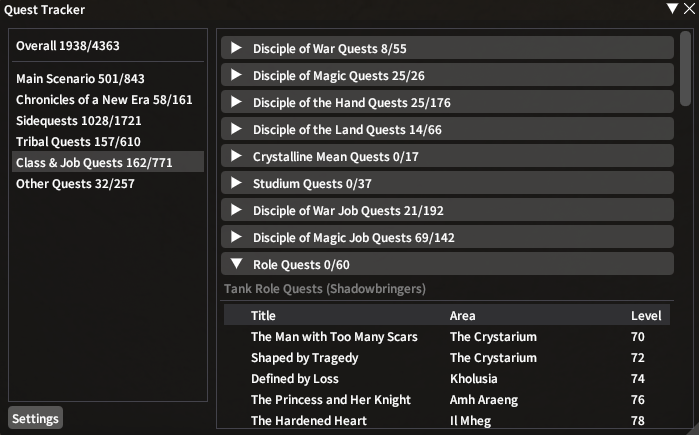 Quest Tracker
Overall 1938/4363
Main Scenario 501/843
Chronicles of a New Era 58/161
Sidequests 1028/1721
Tribal Quests 157/610
Class & Job Quests 162/771
Other Quests 32/257
Settings
Disciple of War Quests 8/55
Disciple of Magic Quests 25/26
Disciple of the Hand Quests 25/176
Disciple of the Land Quests 14/66
Crystalline Mean Quests 0/17
Studium Quests 0/37
Disciple of War Job Quests 21/192
Disciple of Magic Job Quests 69/142
Role Quests 0/60
Tank Role Quests (Shadowbringers)
Title Area Level
The Man with Too Many Scars The Crystarium 70
Shaped by Tragedy The Crystarium 72
Defined by Loss Kholusia 74
The Princess and Her Knight Amh Araeng 76
The Hardened Heart Il Mheg 78